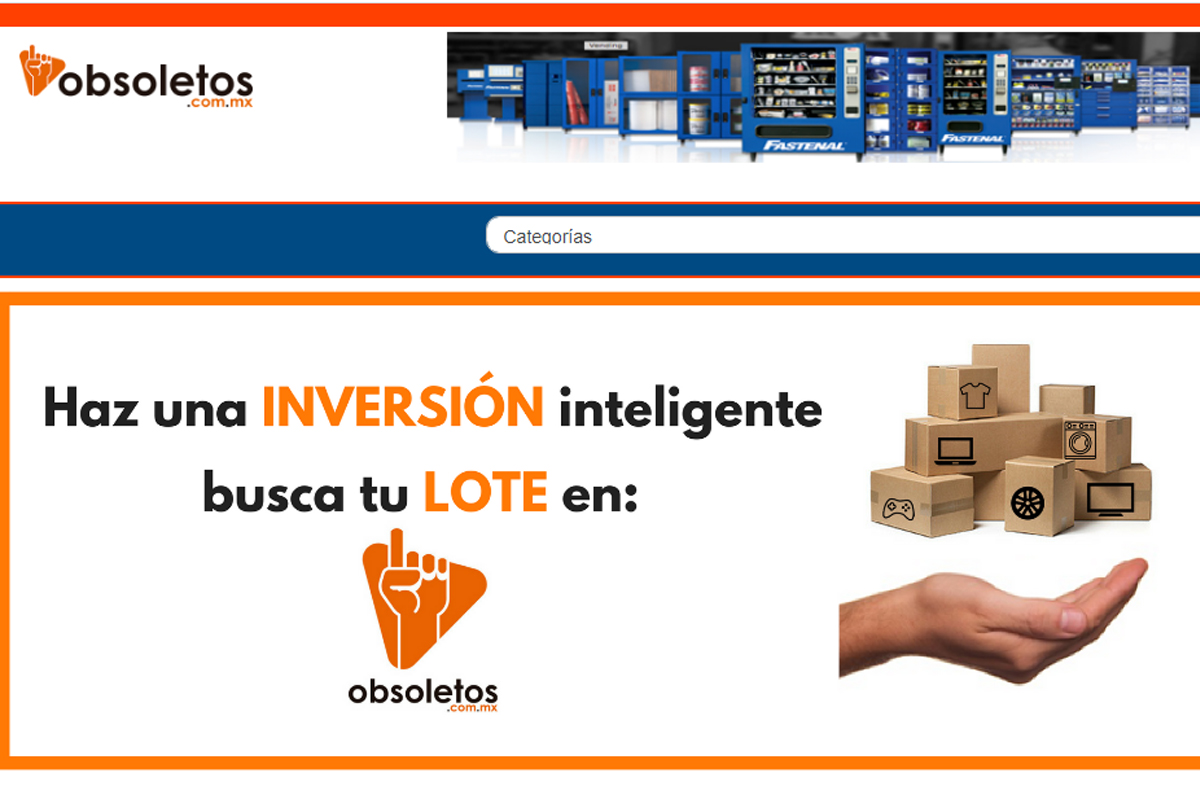 obsoletos
.com.mx
Vending
FASTENAL
FASTENAL
Categorías
Haz una INVERSIÓN inteligente
busca tu LOTE en:
obsoletos
.com.mx